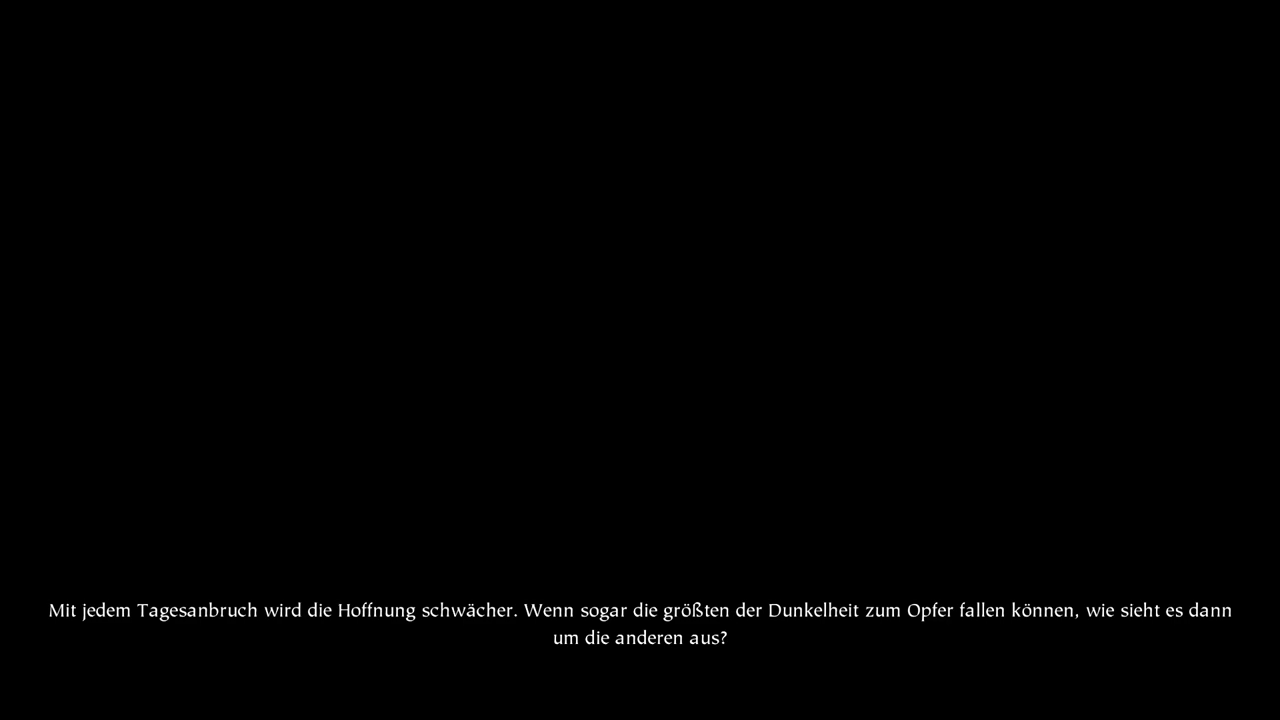 Mit jedem Tagesanbruch wird die Hoffnung schwächer. Wenn sogar die größten der Dunkelheit zum Opfer fallen können, wie sieht es dann
um die anderen aus?